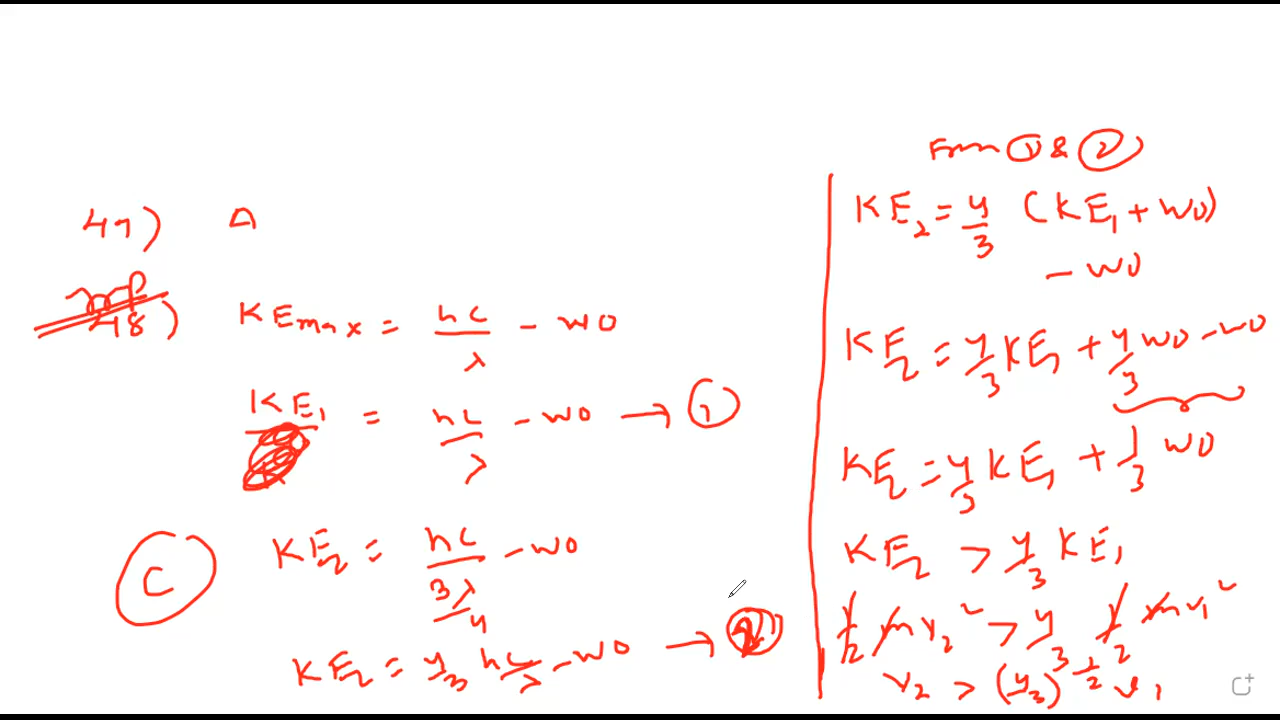 47) A
imp
48) KEmax = hc/λ - W0
KE1 = hc/λ - W0 → ①
C
KE2 = hc/(3λ/4) - W0
KE2 = 4/3 hc/λ - W0 → ②
From ① & ②
KE2 = 4/3 (KE1 + W0)
- W0
KE2 = 4/3 KE1 + 4/3 W0 - W0
KE2 = 4/3 KE1 + 1/3 W0
KE2 > 4/3 KE1
1/2 mv2² > 4/3 1/2 mv1²
v2 > (4/3)^1/2 v1